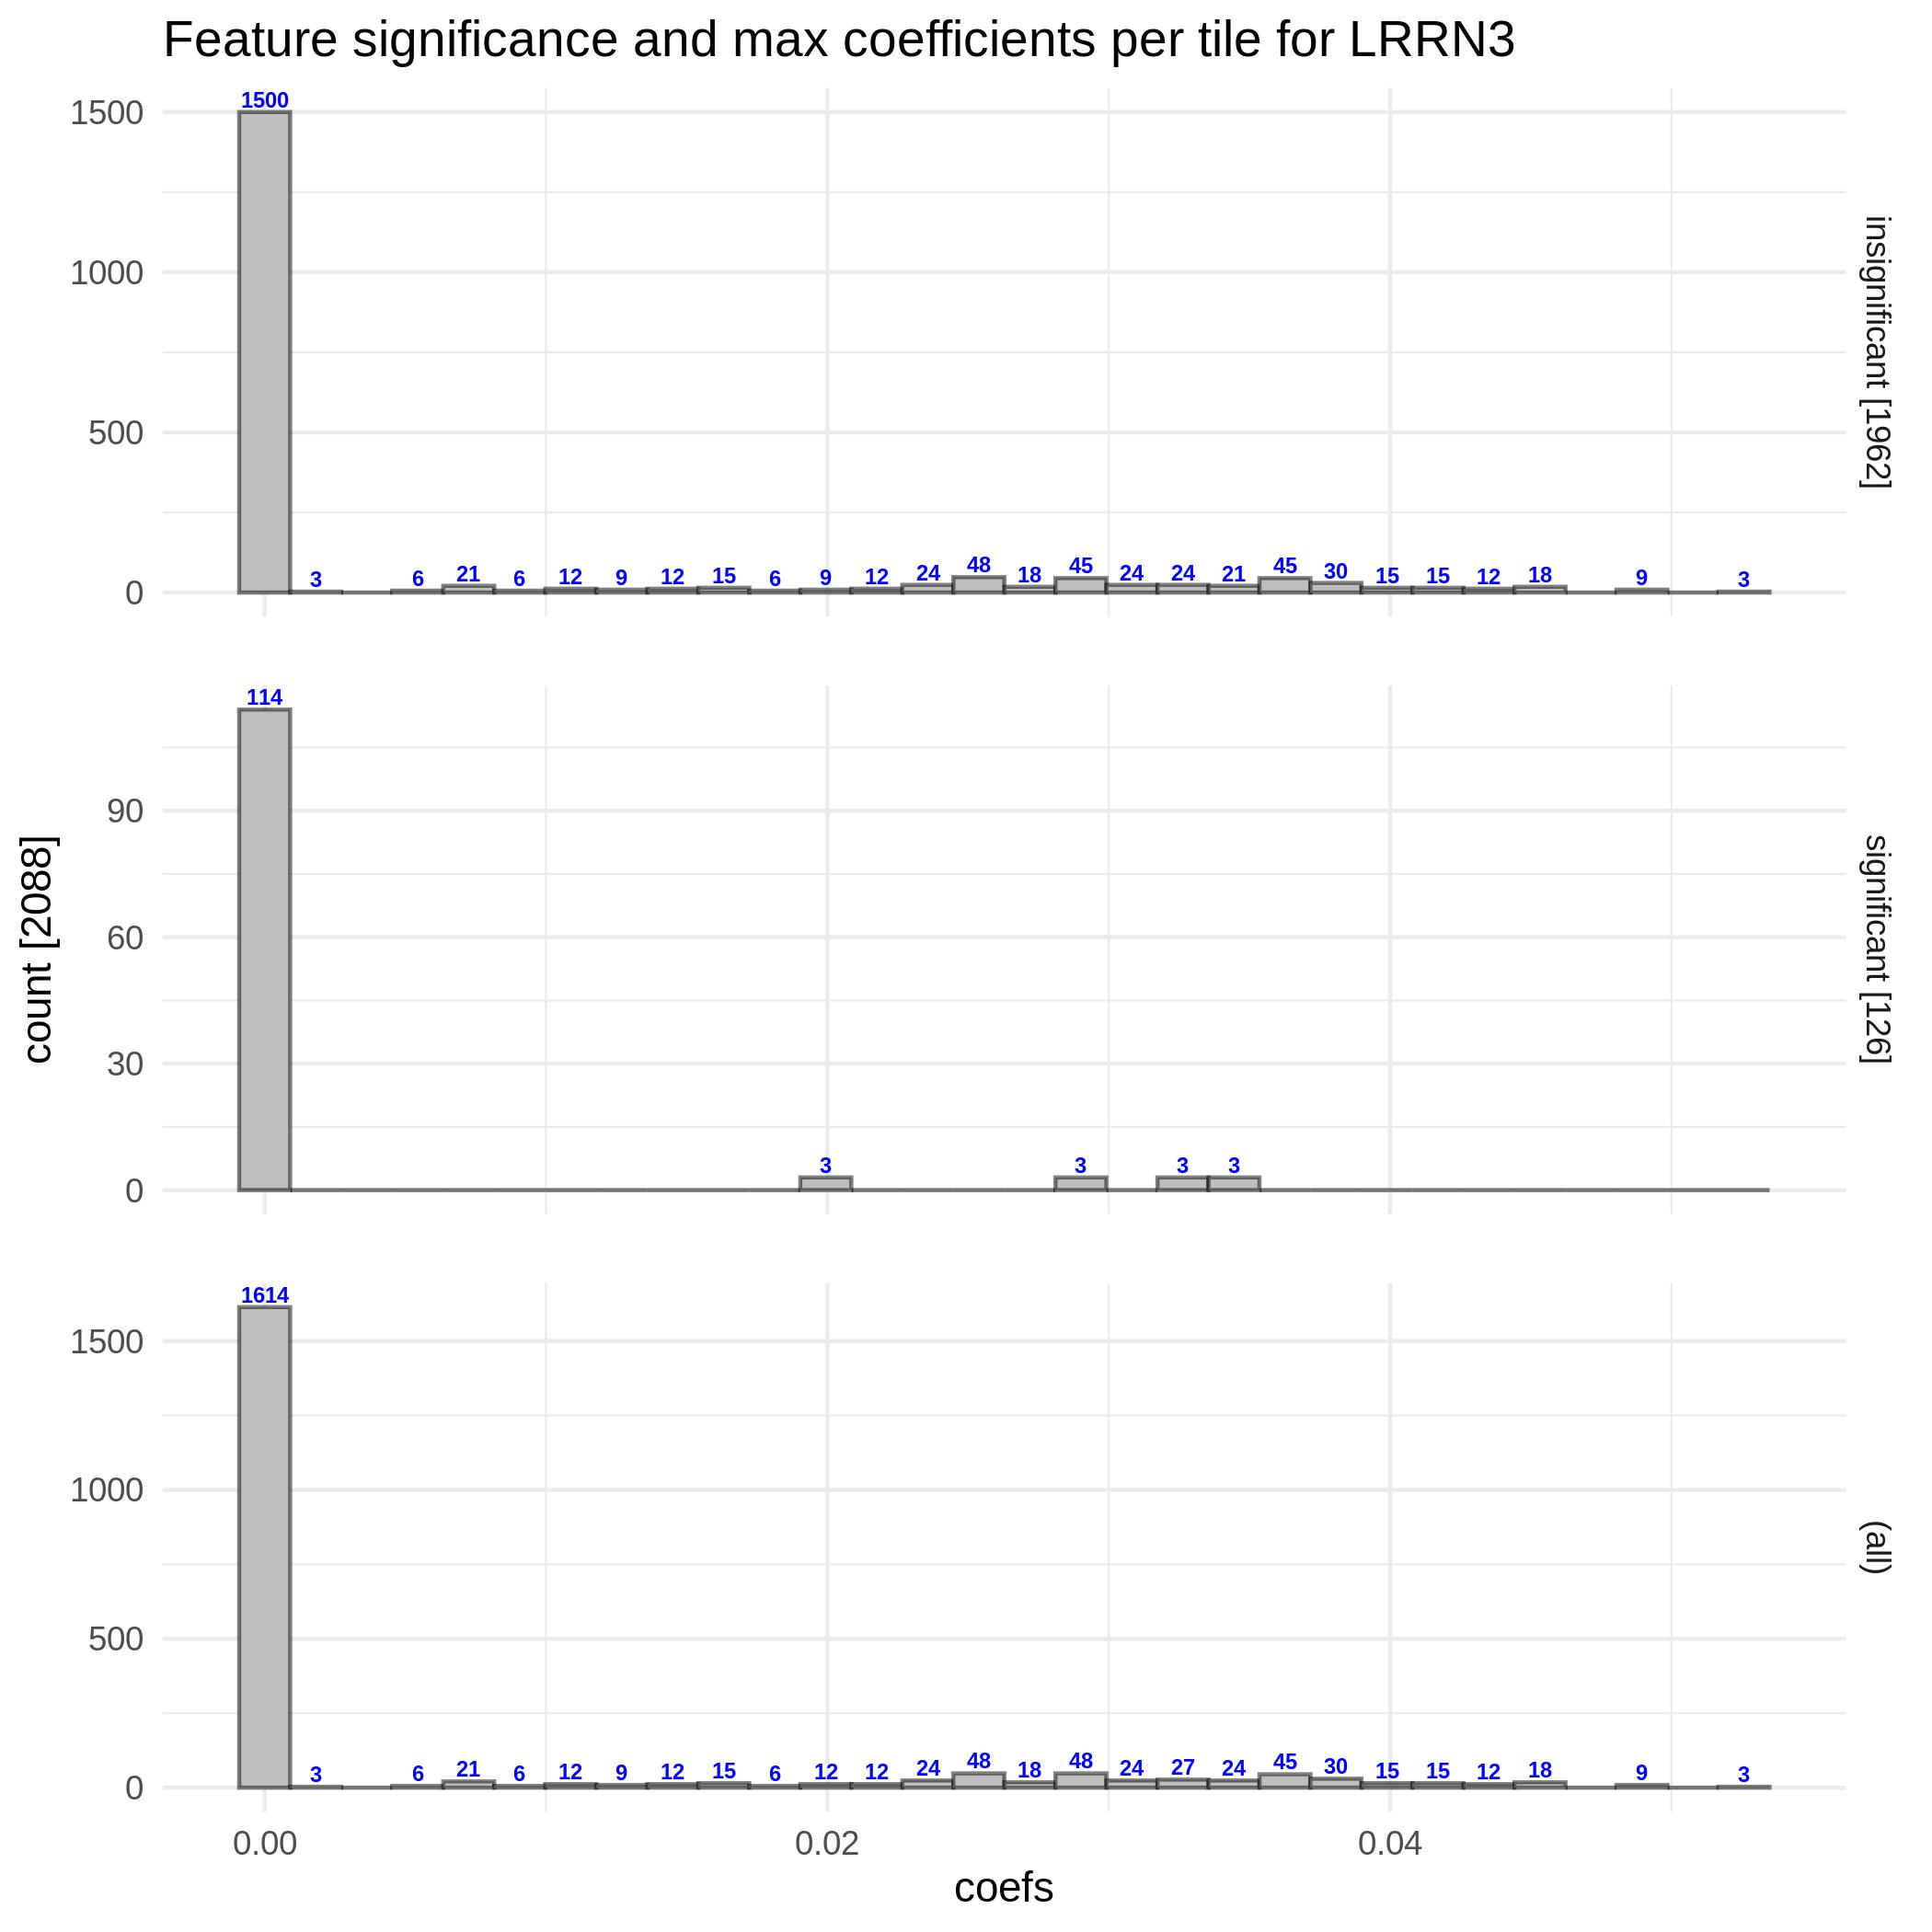 Feature significance and max coefficients per tile for LRRN3
1500
1000
500
0
1500
3 6 21 6 12 9 12 15 6 9 12 24 48 18 45 24 24 21 45 30 15 15 12 18 9 3
insignificant [1962]
count [2088]
90
60
30
0
114
3 3 3 3
significant [126]
1500
1000
500
0
1614
3 6 21 6 12 9 12 15 6 12 12 24 48 18 48 24 27 24 45 30 15 15 12 18 9 3
(all)
0.00 0.02 0.04
coefs